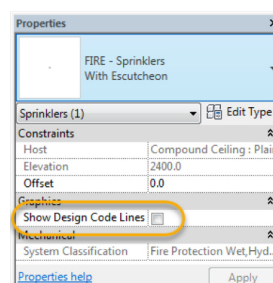 Properties
FIRE - Sprinklers
With Escutcheon
Sprinklers (1) Edit Type
Constraints
Host Compound Ceiling : Plai
Elevation 2400.0
Offset 0.0
Graphics
Show Design Code Lines
Mechanical
System Classification Fire Protection Wet,Hyd...
Properties help Apply